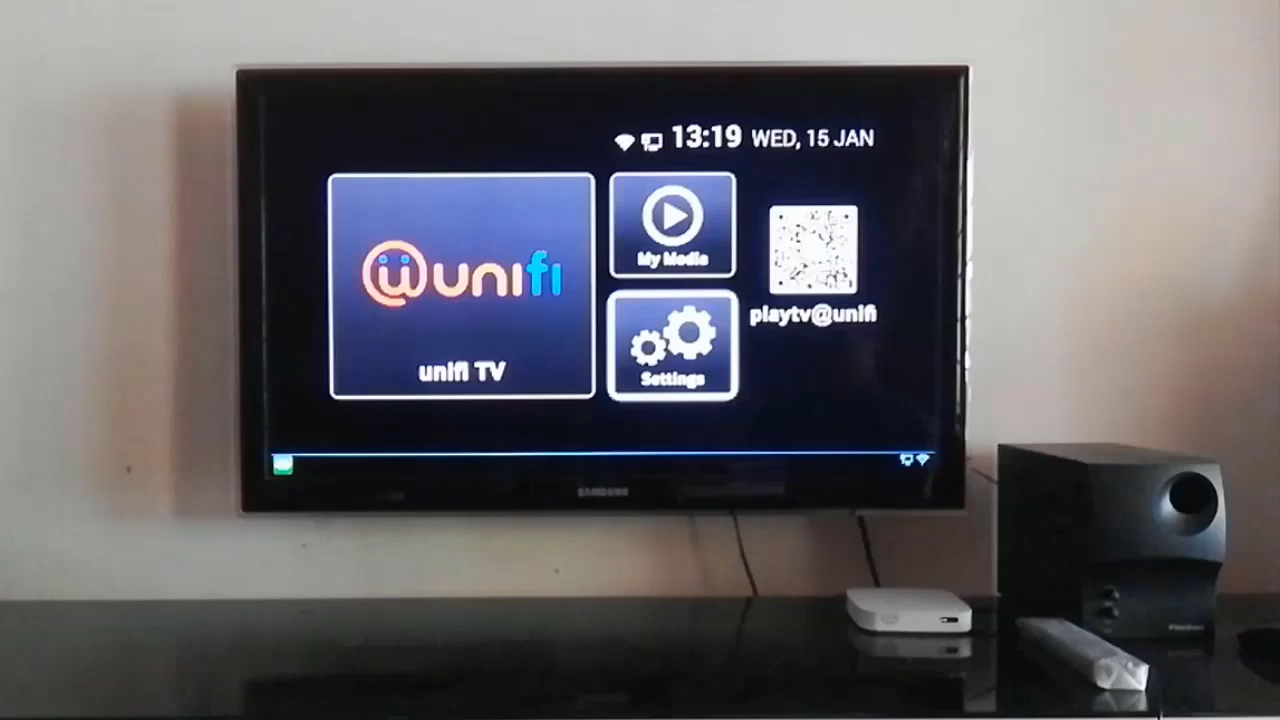 13:19 WED, 15 JAN
unifi
unifi TV
My Media
Settings
playtv@unifi
SAMSUNG